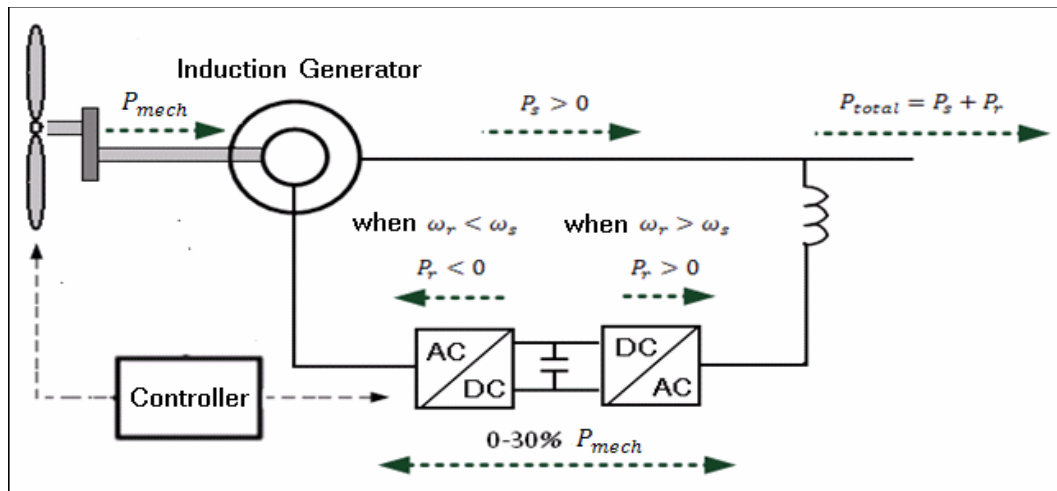 Induction Generator
P_mech
P_s > 0
P_total = P_s + P_r
when ω_r < ω_s
when ω_r > ω_s
P_r < 0
P_r > 0
AC
DC
DC
AC
Controller
0-30% P_mech